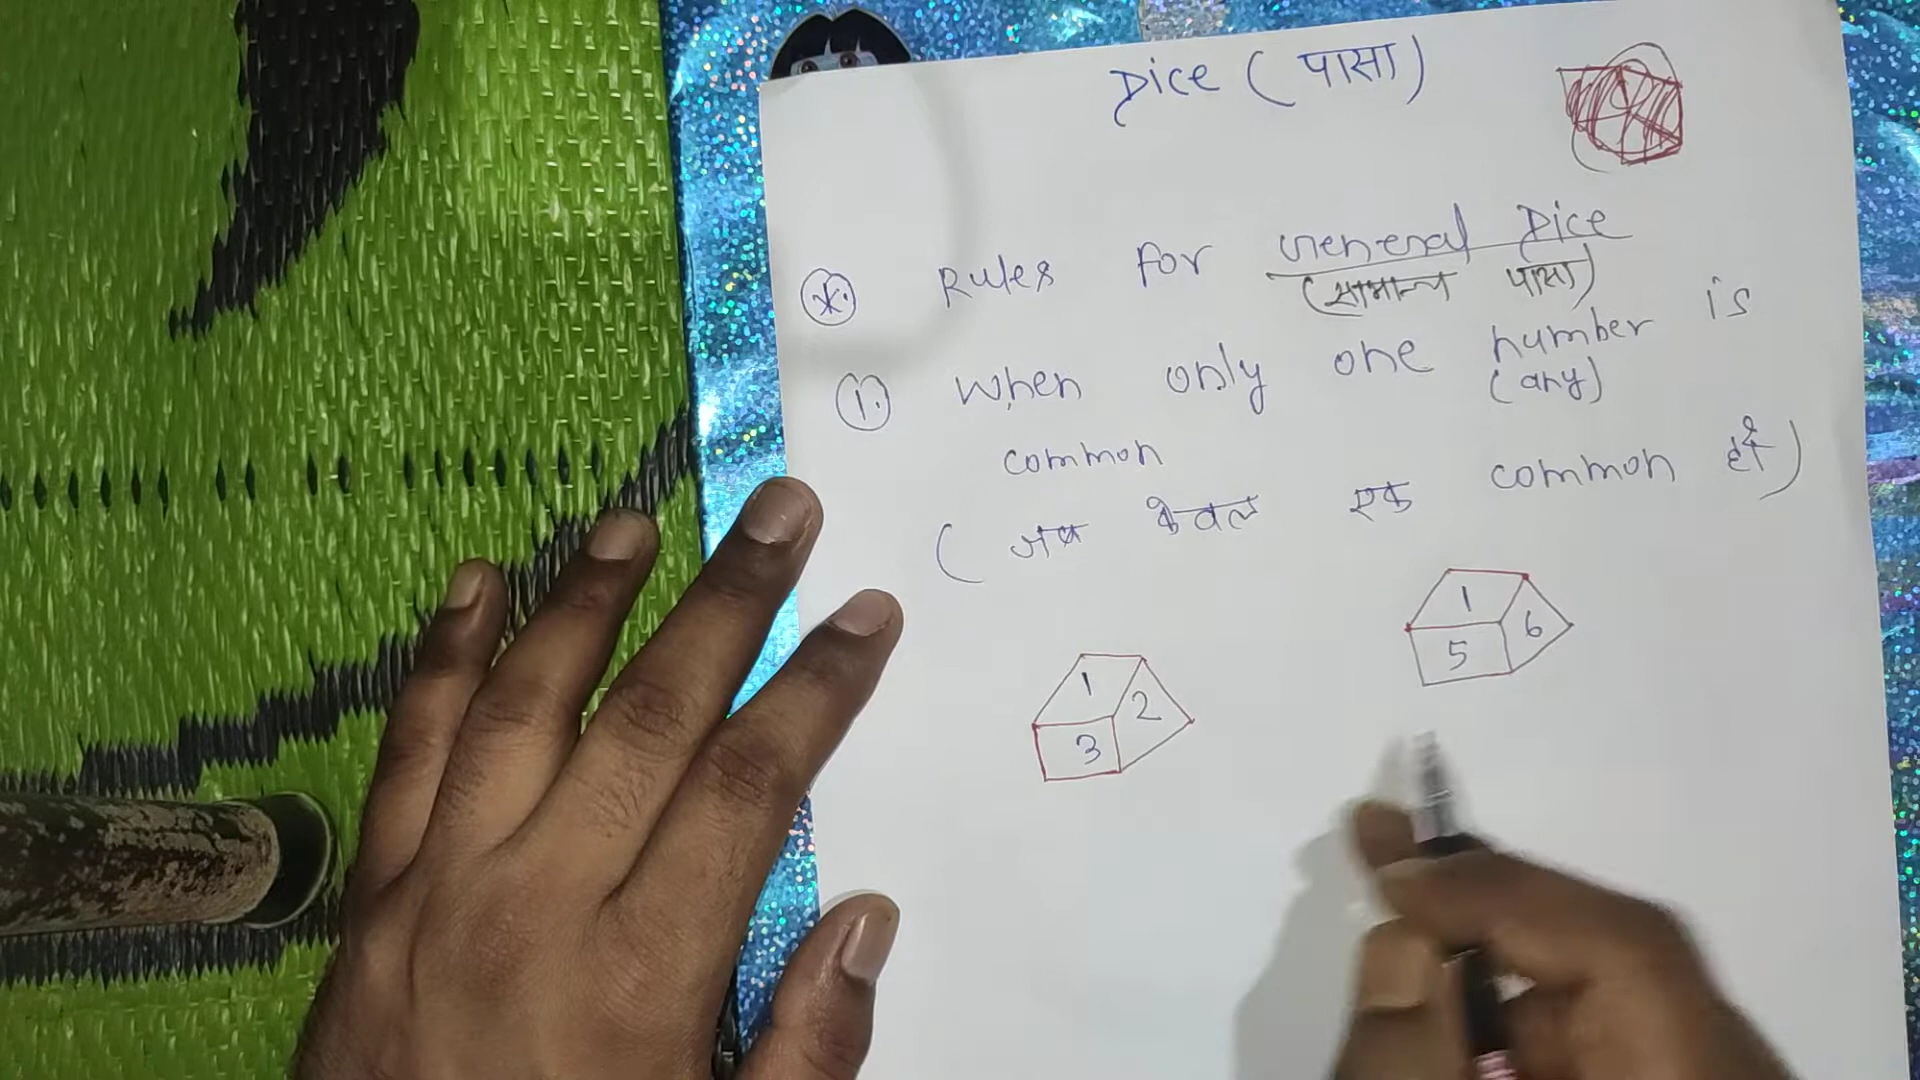 Dice (पासा)
* Rules for General Dice
(सामान्य पासा)
1. When only one number is
(any)
common
(जब केवल एक common हो)
1
2
3
1
6
5